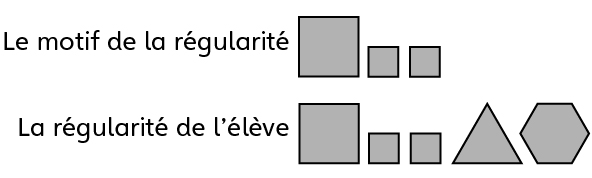 Le motif de la régularité
La régularité de l’élève